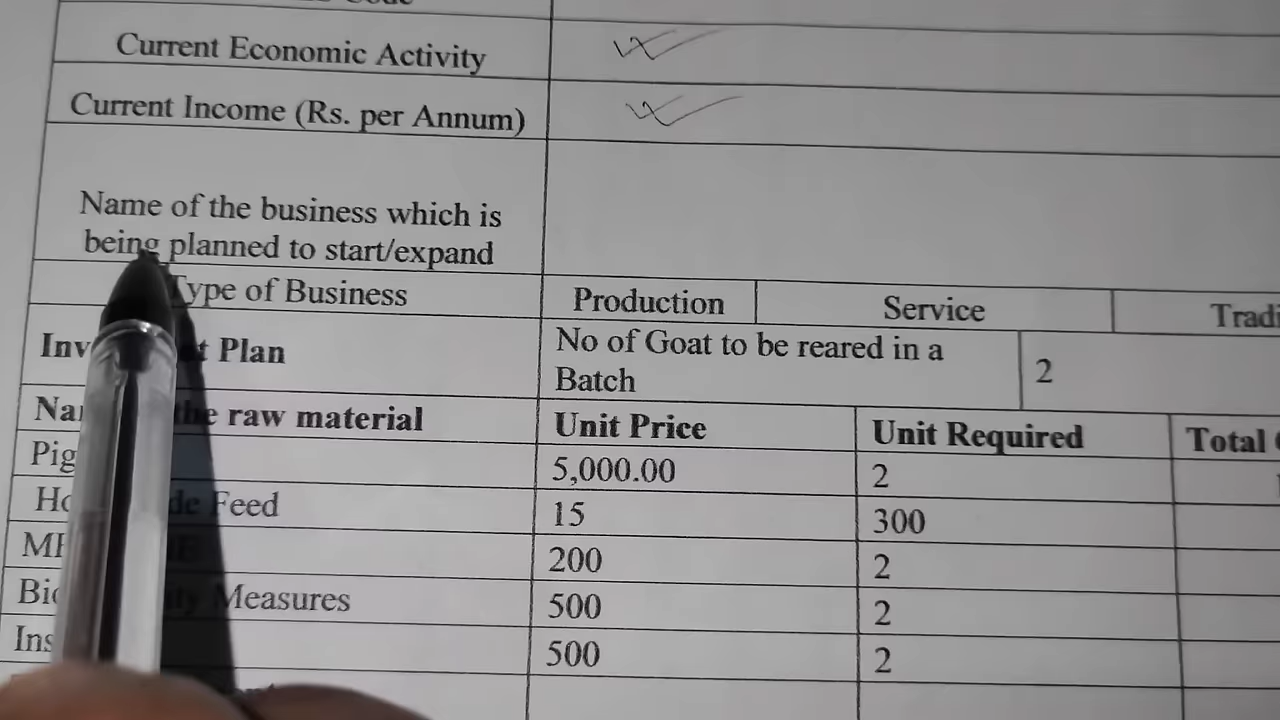 Current Economic Activity
Current Income (Rs. per Annum)
Name of the business which is
being planned to start/expand
Type of Business Production Service
Plan No of Goat to be reared in a
Batch 2
raw material Unit Price Unit Required Total
5,000.00 2
Feed 15 300
200 2
Measures 500 2
500 2